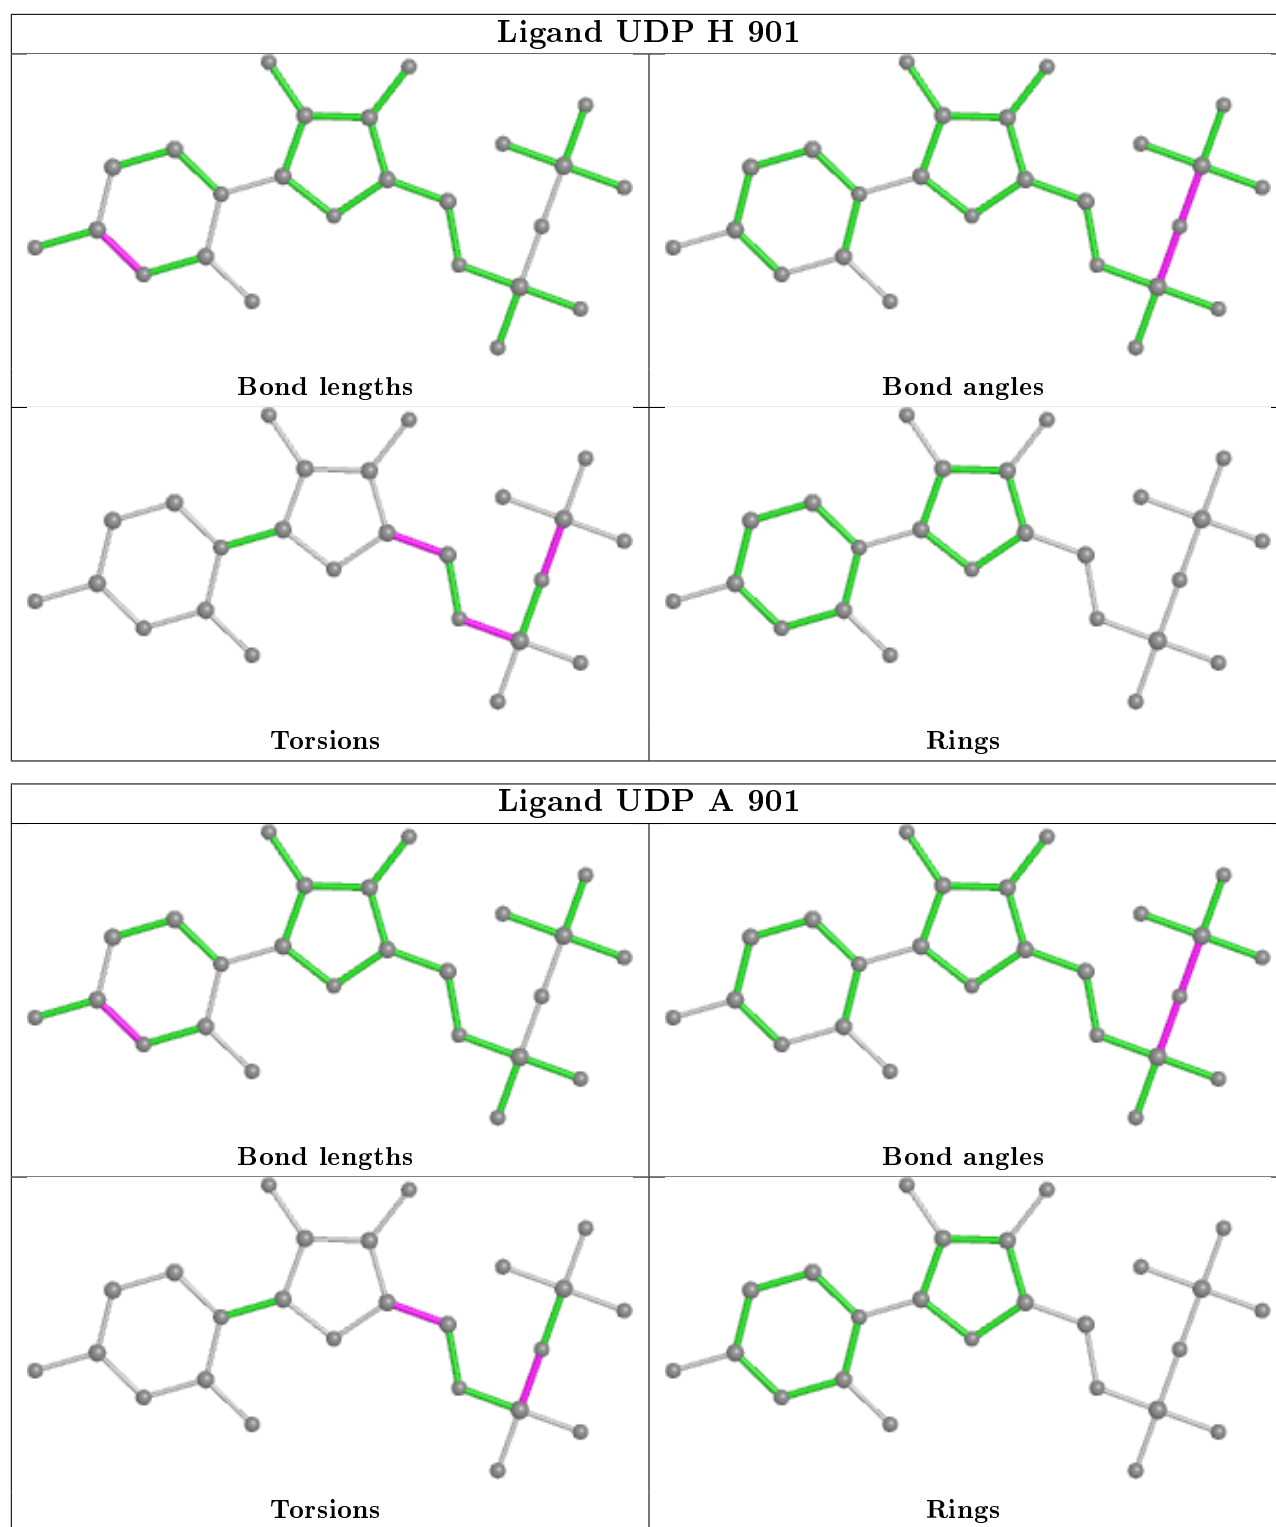 Ligand UDP H 901
Bond lengths
Bond angles
Torsions
Rings
Ligand UDP A 901
Bond lengths
Bond angles
Torsions
Rings